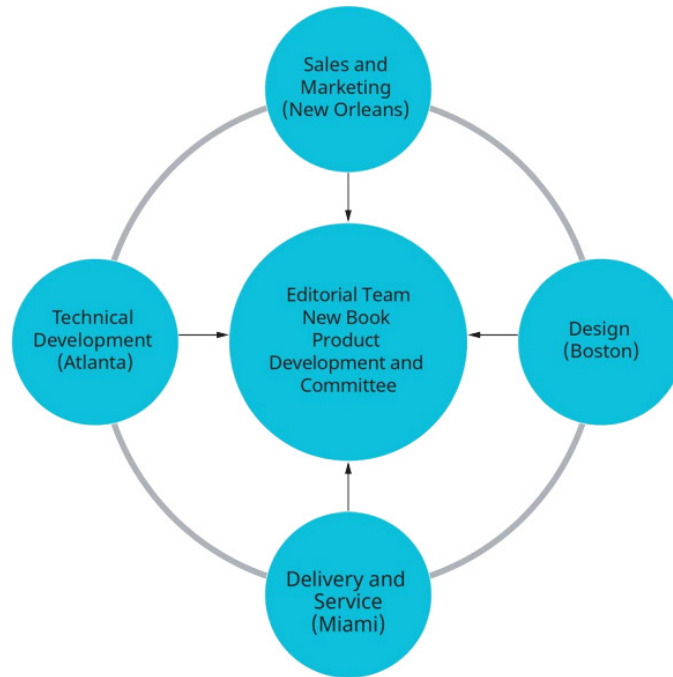 Sales and
Marketing
(New Orleans)
Technical
Development
(Atlanta)
Editorial Team
New Book
Product
Development and
Committee
Design
(Boston)
Delivery and
Service
(Miami)